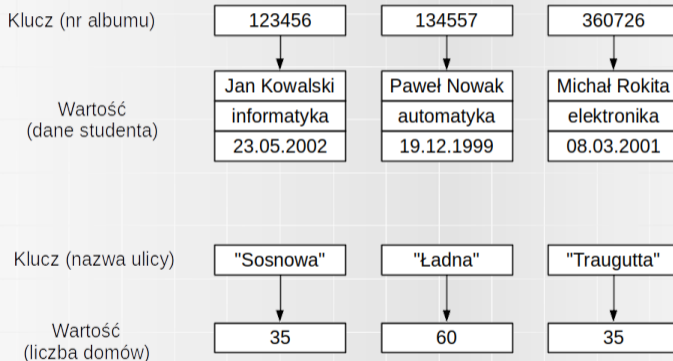 Klucz (nr albumu)
123456
134557
360726
Wartość
(dane studenta)
Jan Kowalski
Paweł Nowak
Michał Rokita
informatyka
automatyka
elektronika
23.05.2002
19.12.1999
08.03.2001
Klucz (nazwa ulicy)
"Sosnowa"
"Ładna"
"Traugutta"
Wartość
(liczba domów)
35
60
35